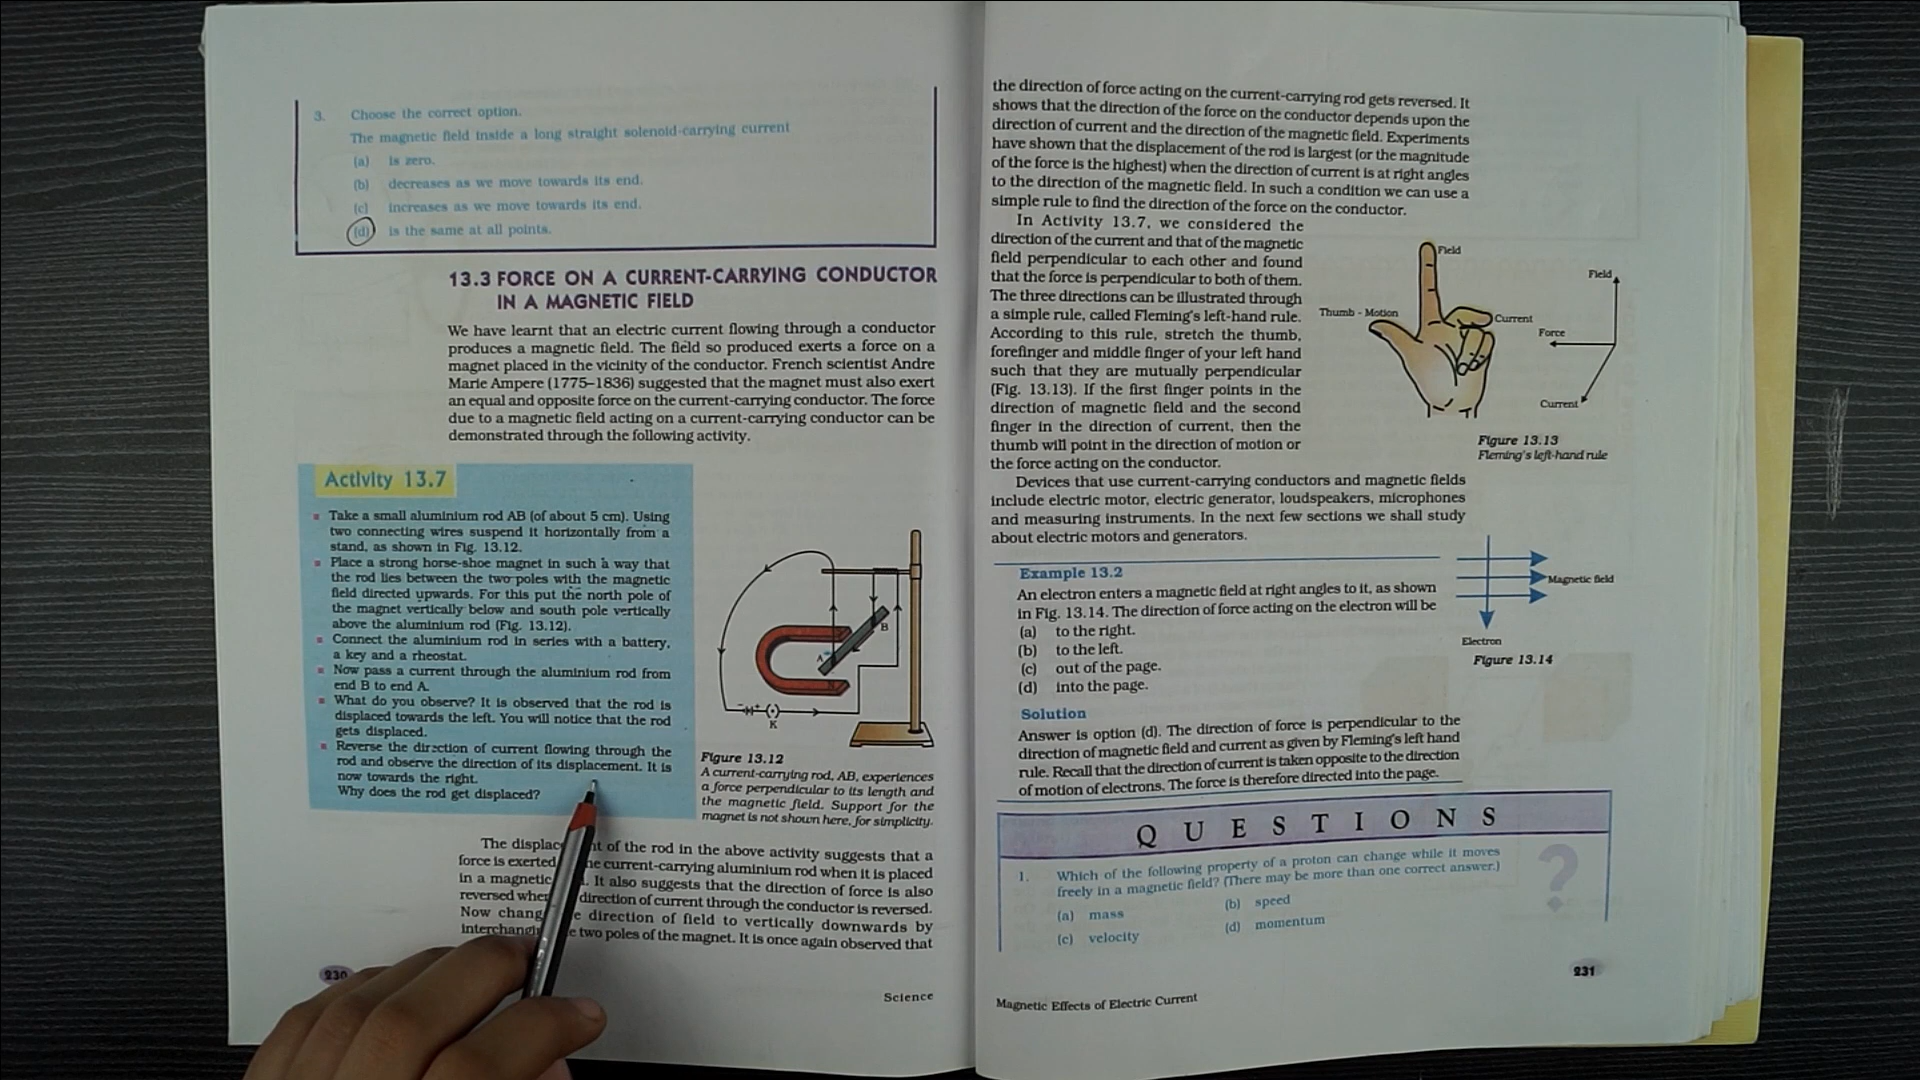 3. Choose the correct option.
The magnetic field inside a long straight solenoid-carrying current
(a) is zero.
(b) decreases as we move towards its end.
(c) increases as we move towards its end.
(d) is the same at all points.
13.3 FORCE ON A CURRENT-CARRYING CONDUCTOR
IN A MAGNETIC FIELD
We have learnt that an electric current flowing through a conductor
produces a magnetic field. The field so produced exerts a force on a
magnet placed in the vicinity of the conductor. French scientist Andre
Marie Ampere (1775–1836) suggested that the magnet must also exert
an equal and opposite force on the current-carrying conductor. The force
due to a magnetic field acting on a current-carrying conductor can be
demonstrated through the following activity.
Activity 13.7
Take a small aluminium rod AB (of about 5 cm). Using
two connecting wires suspend it horizontally from a
stand, as shown in Fig. 13.12.
Place a strong horse-shoe magnet in such a way that
the rod lies between the two poles with the magnetic
field directed upwards. For this put the north pole of
the magnet vertically below and south pole vertically
above the aluminium rod (Fig. 13.12).
Connect the aluminium rod in series with a battery,
a key and a rheostat.
Now pass a current through the aluminium rod from
end B to end A.
What do you observe? It is observed that the rod is
displaced towards the left. You will notice that the rod
gets displaced.
Reverse the direction of current flowing through the
rod and observe the direction of its displacement. It is
now towards the right.
Why does the rod get displaced?
B
A
N
K
Figure 13.12
A current-carrying rod, AB, experiences
a force perpendicular to its length and
the magnetic field. Support for the
magnet is not shown here, for simplicity.
The displac nt of the rod in the above activity suggests that a
force is exerted he current-carrying aluminium rod when it is placed
in a magnetic . It also suggests that the direction of force is also
reversed when direction of current through the conductor is reversed.
Now chang e direction of field to vertically downwards by
interchangi e two poles of the magnet. It is once again observed that
230
Science
the direction of force acting on the current-carrying rod gets reversed. It
shows that the direction of the force on the conductor depends upon the
direction of current and the direction of the magnetic field. Experiments
have shown that the displacement of the rod is largest (or the magnitude
of the force is the highest) when the direction of current is at right angles
to the direction of the magnetic field. In such a condition we can use a
simple rule to find the direction of the force on the conductor.
In Activity 13.7, we considered the
direction of the current and that of the magnetic
field perpendicular to each other and found
that the force is perpendicular to both of them.
The three directions can be illustrated through
a simple rule, called Fleming's left-hand rule.
According to this rule, stretch the thumb,
forefinger and middle finger of your left hand
such that they are mutually perpendicular
(Fig. 13.13). If the first finger points in the
direction of magnetic field and the second
finger in the direction of current, then the
thumb will point in the direction of motion or
the force acting on the conductor.
Field
Thumb - Motion
Current
Field
Force
Current
Figure 13.13
Fleming's left-hand rule
Devices that use current-carrying conductors and magnetic fields
include electric motor, electric generator, loudspeakers, microphones
and measuring instruments. In the next few sections we shall study
about electric motors and generators.
Example 13.2
An electron enters a magnetic field at right angles to it, as shown
in Fig. 13.14. The direction of force acting on the electron will be
(a) to the right.
(b) to the left.
(c) out of the page.
(d) into the page.
Magnetic field
Electron
Figure 13.14
Solution
Answer is option (d). The direction of force is perpendicular to the
direction of magnetic field and current as given by Fleming's left hand
rule. Recall that the direction of current is taken opposite to the direction
of motion of electrons. The force is therefore directed into the page.
QUESTIONS
?
1. Which of the following property of a proton can change while it moves
freely in a magnetic field? (There may be more than one correct answer.)
(a) mass (b) speed
(c) velocity (d) momentum
231
Magnetic Effects of Electric Current